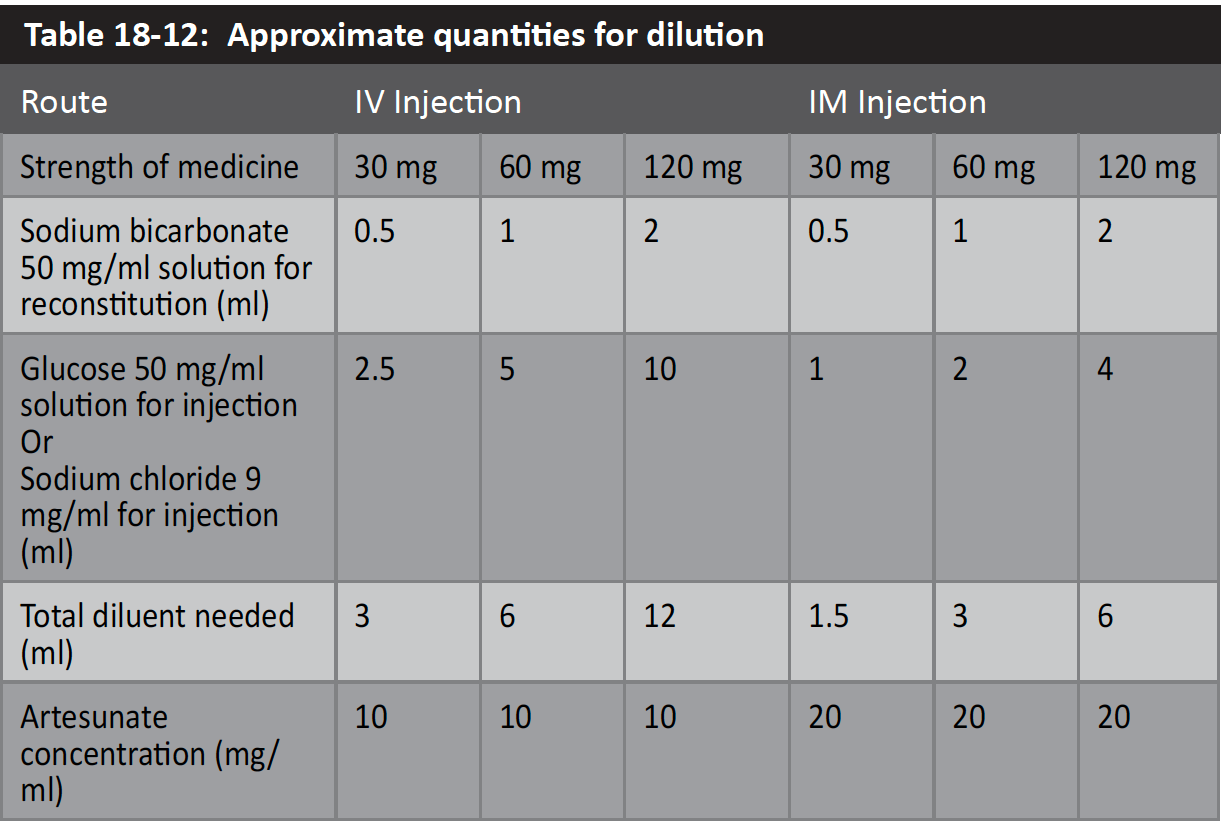 Table 18-12: Approximate quantities for dilution
Route IV Injection IM Injection
Strength of medicine 30 mg 60 mg 120 mg 30 mg 60 mg 120 mg
Sodium bicarbonate 0.5 1 2 0.5 1 2
50 mg/ml solution for
reconstitution (ml)
Glucose 50 mg/ml 2.5 5 10 1 2 4
solution for injection
Or
Sodium chloride 9
mg/ml for injection
(ml)
Total diluent needed 3 6 12 1.5 3 6
(ml)
Artesunate 10 10 10 20 20 20
concentration (mg/
ml)